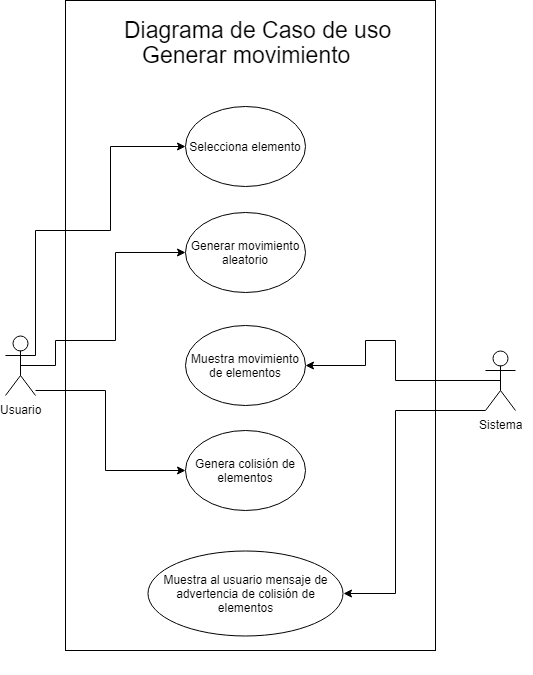 Diagrama de Caso de uso
Generar movimiento
Selecciona elemento
Generar movimiento
aleatorio
Muestra movimiento
de elementos
Usuario
Sistema
Genera colisión de
elementos
Muestra al usuario mensaje de
advertencia de colisión de
elementos